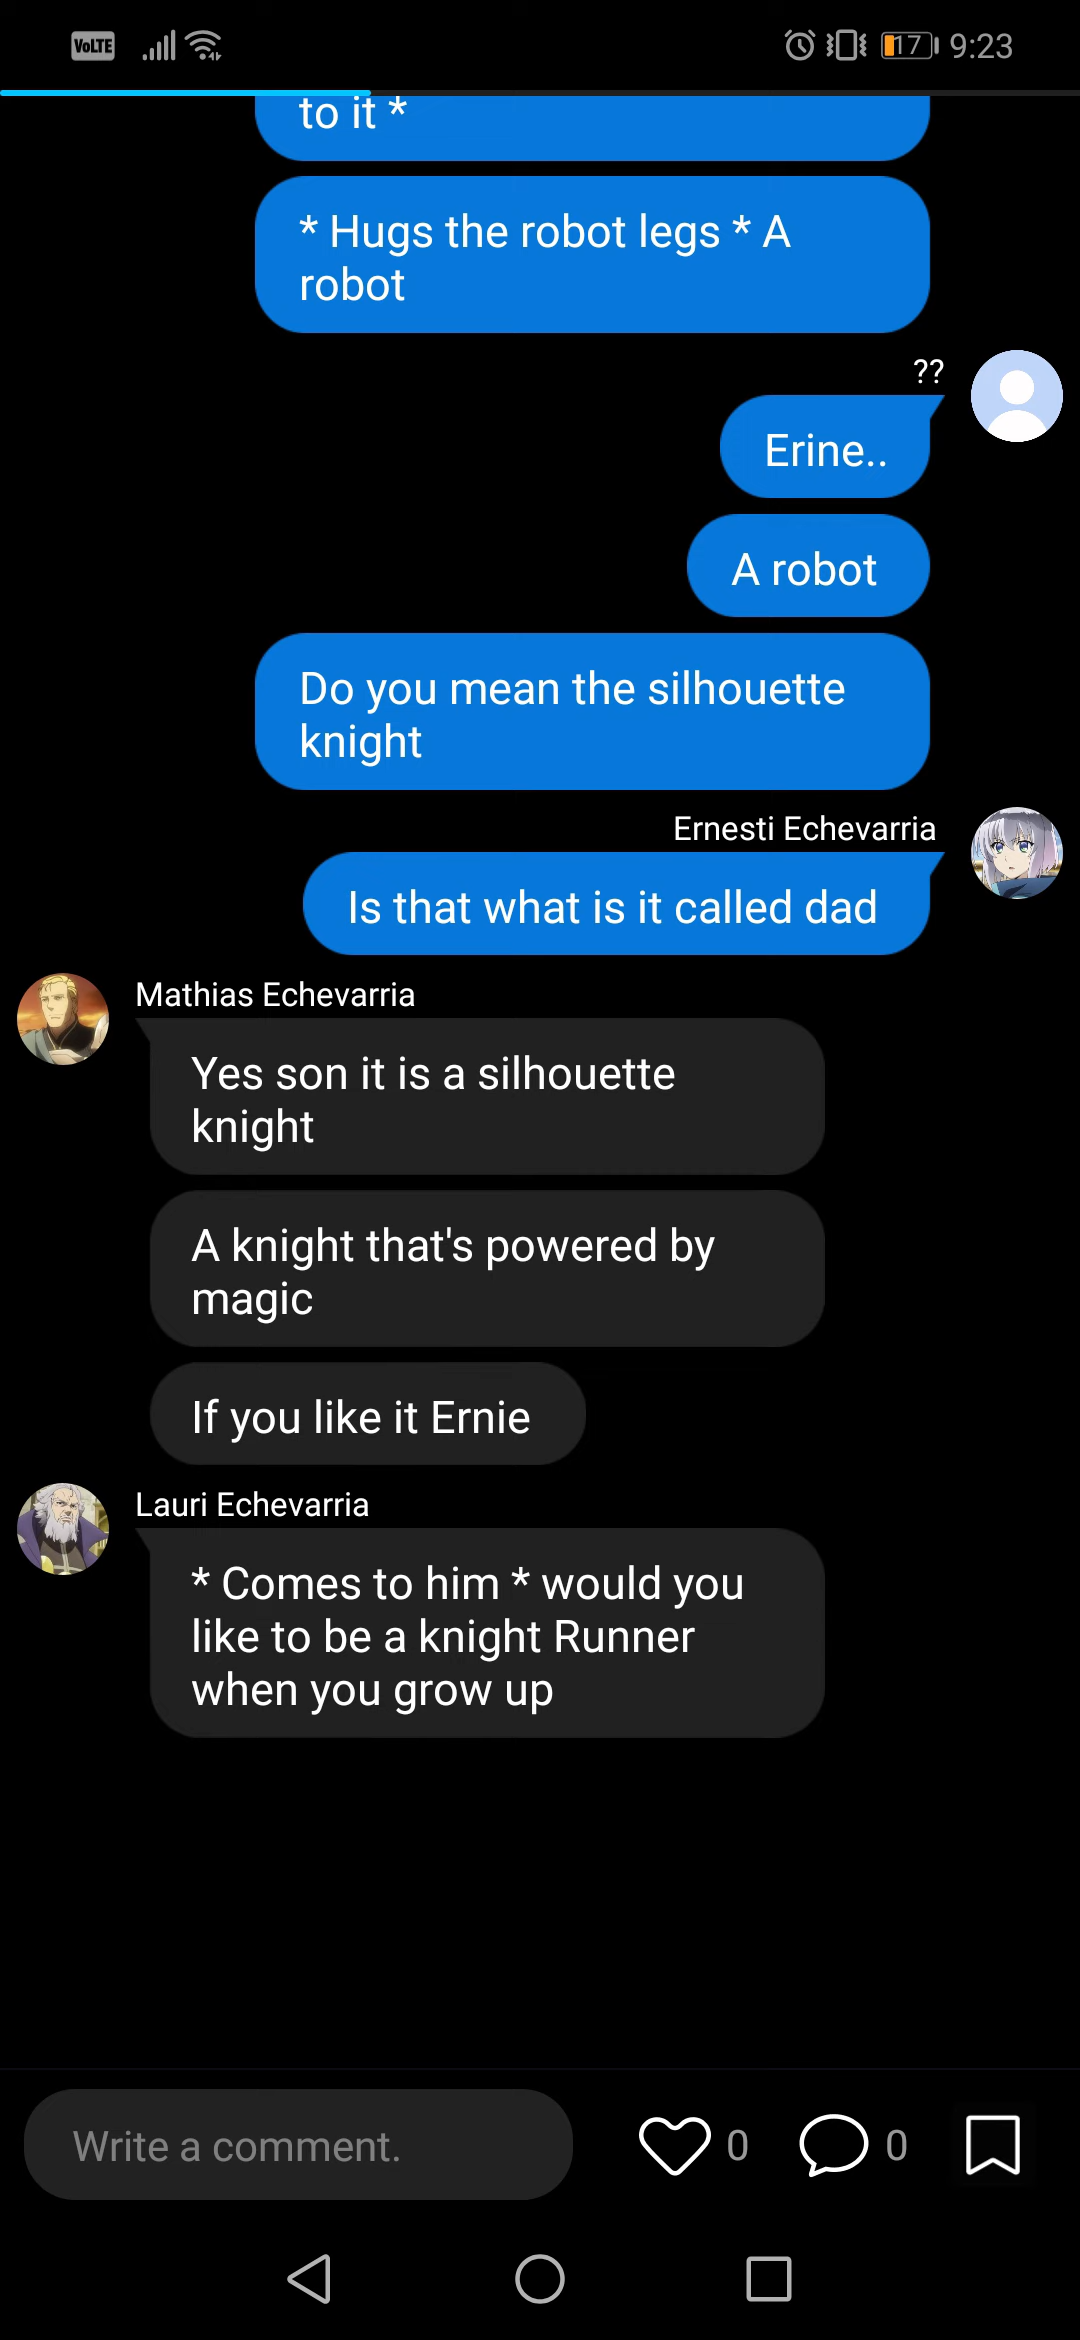 VoLTE
17
9:23
to it *
* Hugs the robot legs * A
robot
??
Erine..
A robot
Do you mean the silhouette
knight
Ernesti Echevarria
Is that what is it called dad
Mathias Echevarria
Yes son it is a silhouette
knight
A knight that's powered by
magic
If you like it Ernie
Lauri Echevarria
* Comes to him * would you
like to be a knight Runner
when you grow up
Write a comment.
0
0